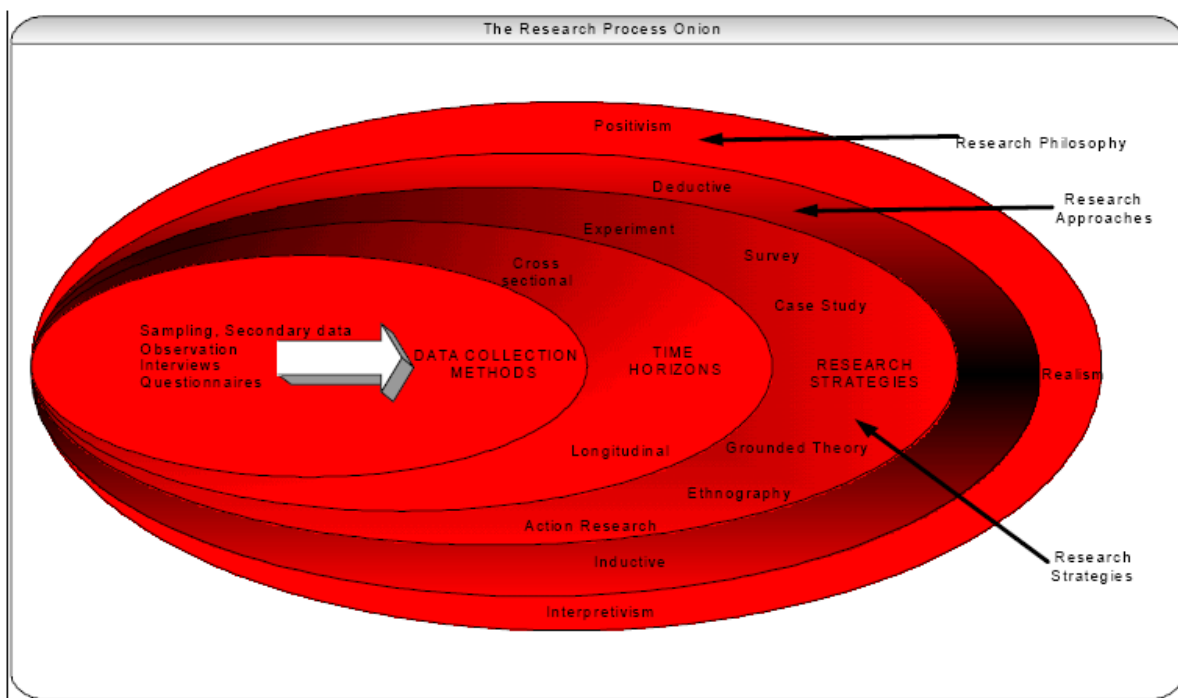 The Research Process Onion
Positivism
Research Philosophy
Deductive
Research
Approaches
Experiment
Survey
Cross
sectional
Case Study
Sampling, Secondary data
Observation
Interviews
Questionnaires
DATA COLLECTION
METHODS
TIME
HORIZONS
RESEARCH
STRATEGIES
Realism
Longitudinal
Grounded Theory
Ethnography
Action Research
Inductive
Research
Strategies
Interpretivism